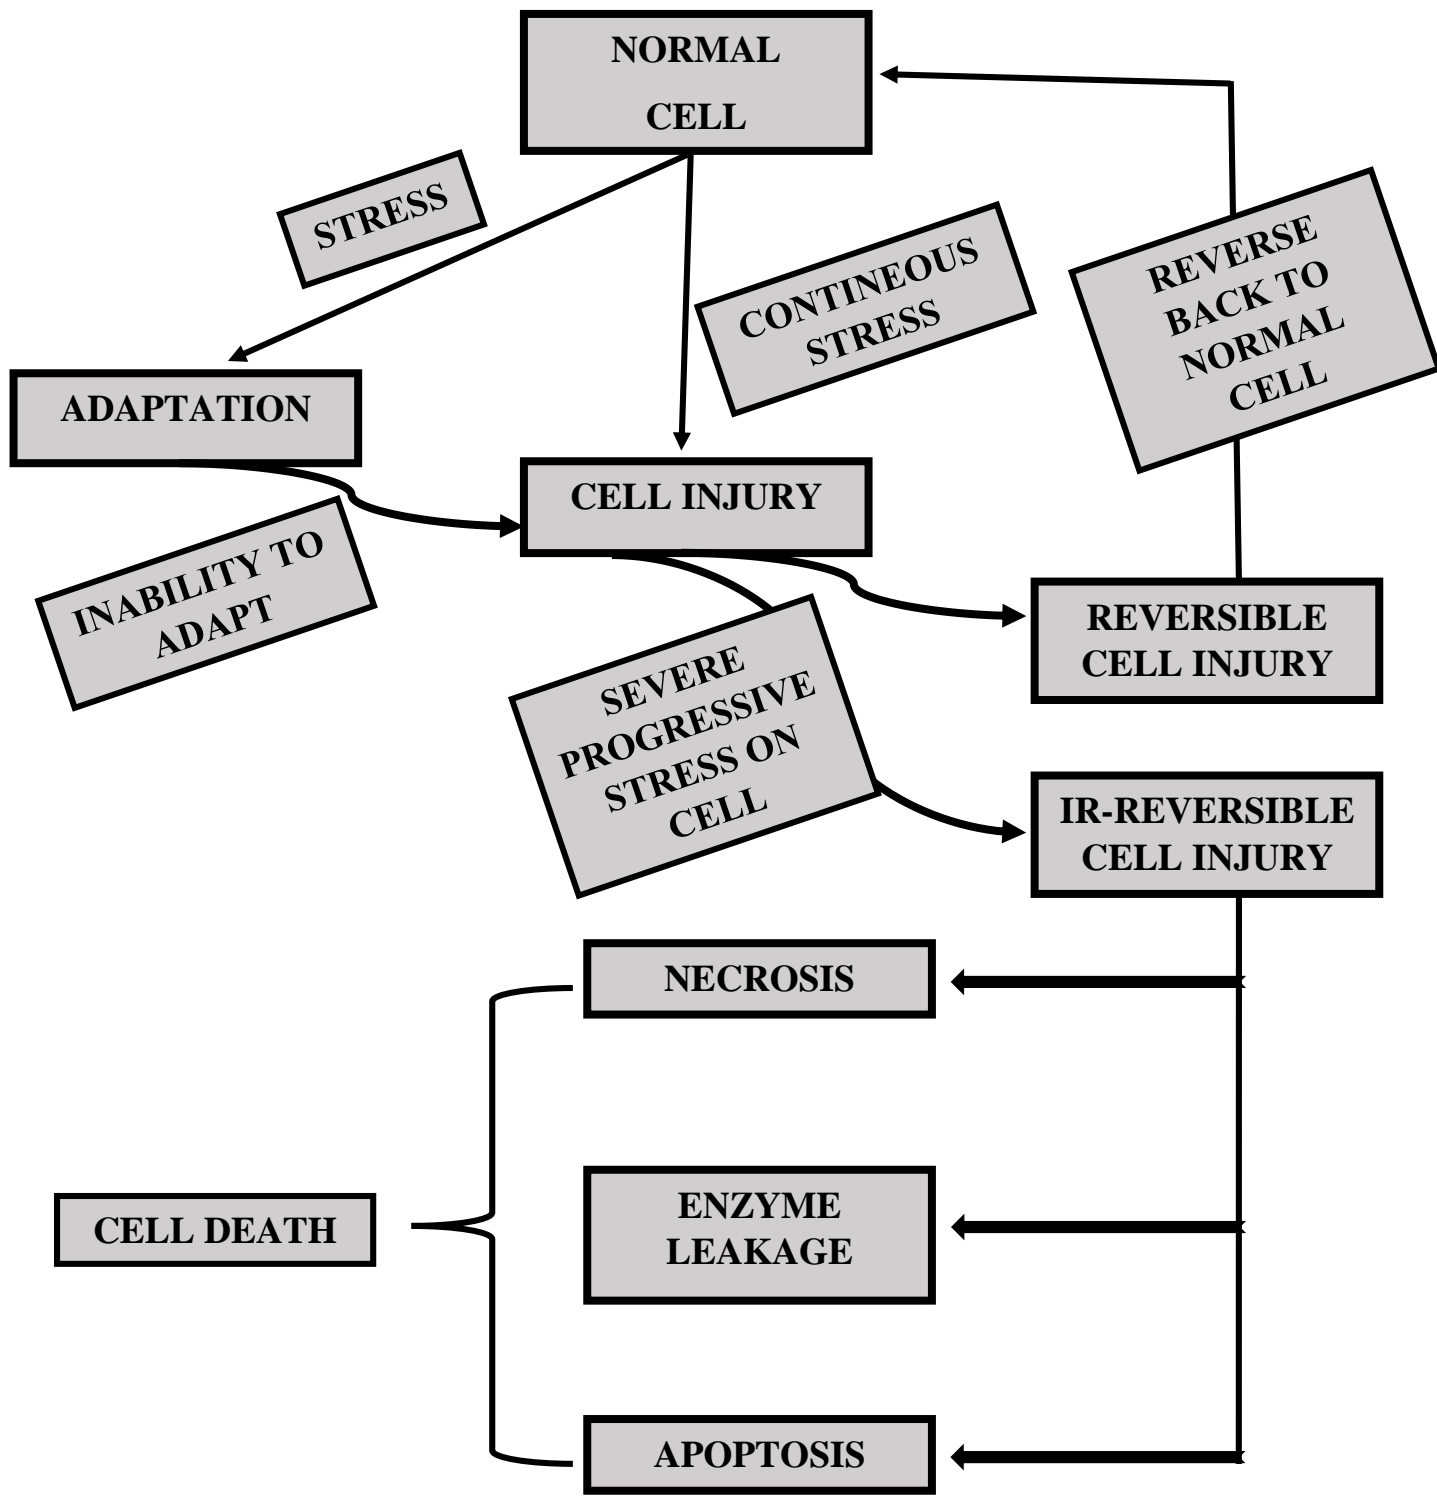 NORMAL
CELL
STRESS
CONTINEOUS
STRESS
REVERSE
BACK TO
NORMAL
CELL
ADAPTATION
CELL INJURY
INABILITY TO
ADAPT
REVERSIBLE
CELL INJURY
SEVERE
PROGRESSIVE
STRESS ON
CELL
IR-REVERSIBLE
CELL INJURY
NECROSIS
ENZYME
LEAKAGE
CELL DEATH
APOPTOSIS